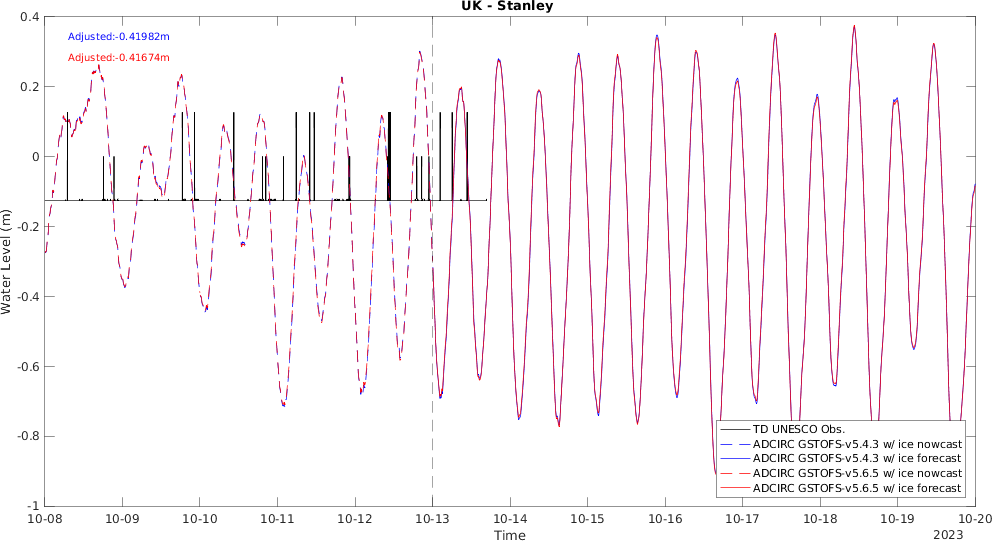 UK - Stanley
Adjusted:-0.41982m
Adjusted:-0.41674m
0.4
0.2
0
-0.2
-0.4
-0.6
-0.8
-1
Water Level (m)
TD UNESCO Obs.
ADCIRC GSTOFS-v5.4.3 w/ ice nowcast
ADCIRC GSTOFS-v5.4.3 w/ ice forecast
ADCIRC GSTOFS-v5.6.5 w/ ice nowcast
ADCIRC GSTOFS-v5.6.5 w/ ice forecast
10-08 10-09 10-10 10-11 10-12 10-13 10-14 10-15 10-16 10-17 10-18 10-19 10-20
Time
2023